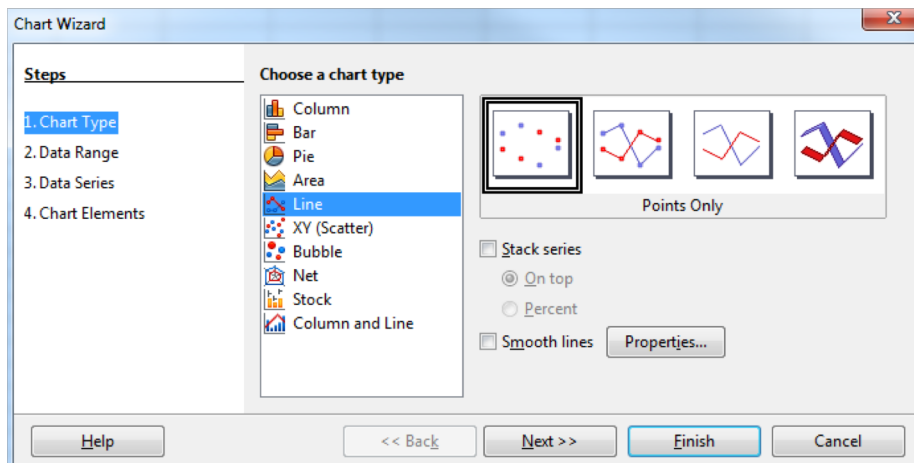 Chart Wizard
Steps
1. Chart Type
2. Data Range
3. Data Series
4. Chart Elements
Choose a chart type
Column
Bar
Pie
Area
Line
XY (Scatter)
Bubble
Net
Stock
Column and Line
Points Only
Stack series
On top
Percent
Smooth lines
Properties...
Help
<< Back
Next >>
Finish
Cancel